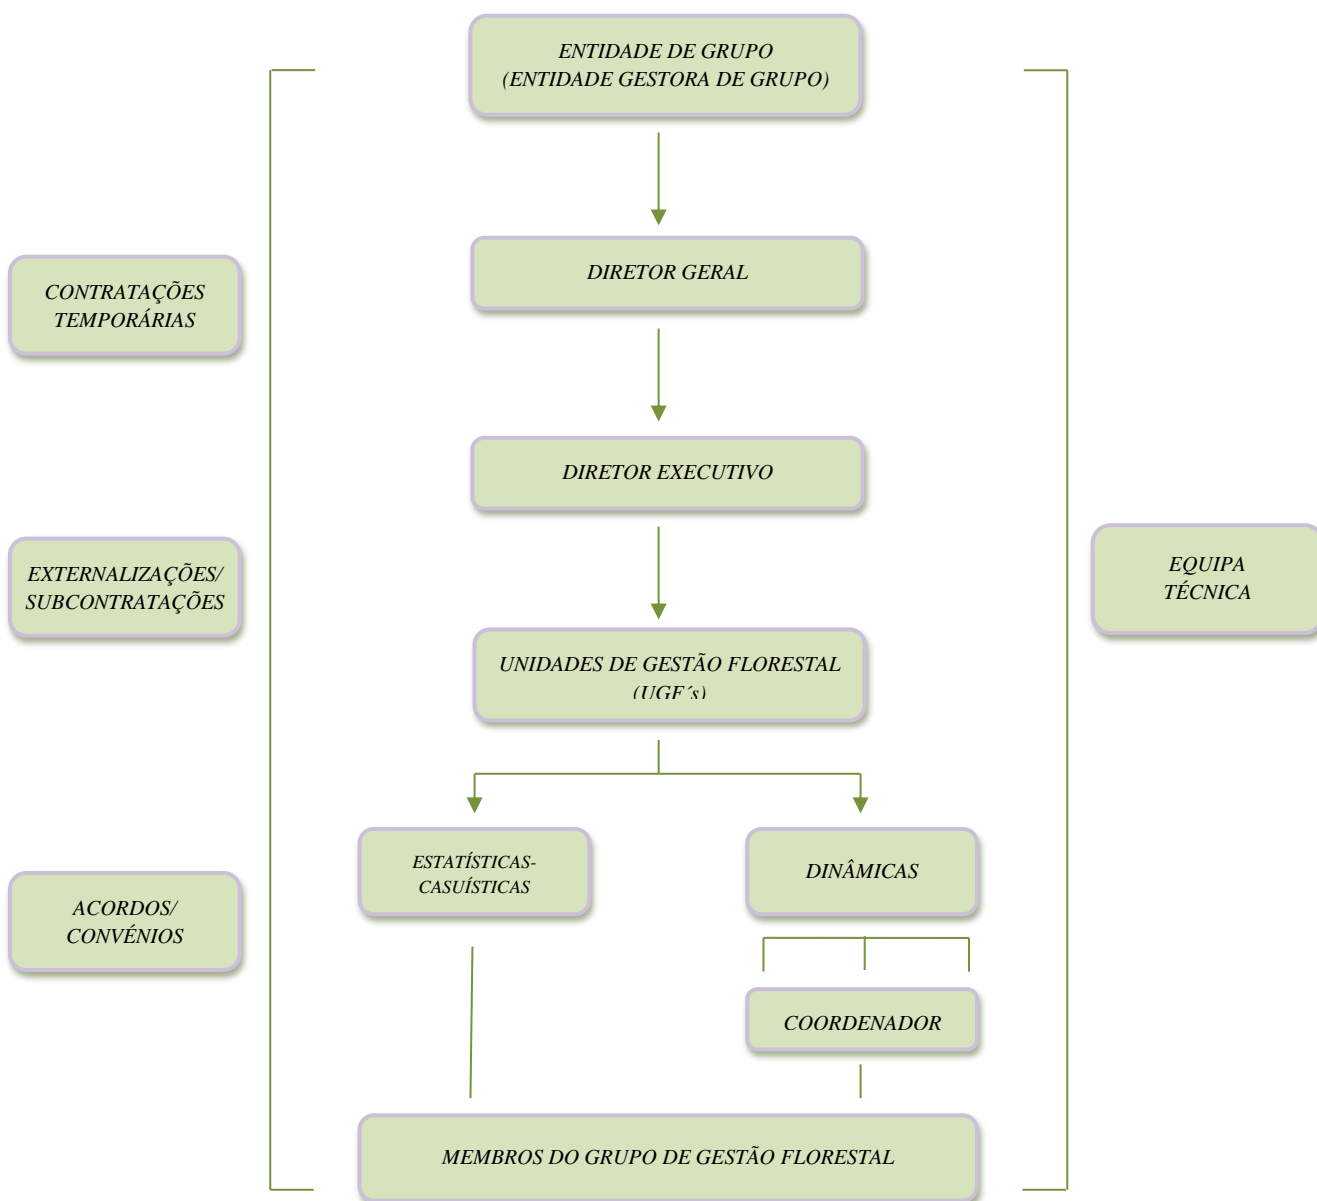 ENTIDADE DE GRUPO
(ENTIDADE GESTORA DE GRUPO)
DIRETOR GERAL
CONTRATAÇÕES
TEMPORÁRIAS
DIRETOR EXECUTIVO
EXTERNALIZAÇÕES/
SUBCONTRATAÇÕES
EQUIPA
TÉCNICA
UNIDADES DE GESTÃO FLORESTAL
(UGF´s)
ESTATÍSTICAS-
CASUÍSTICAS
DINÂMICAS
ACORDOS/
CONVÉNIOS
COORDENADOR
MEMBROS DO GRUPO DE GESTÃO FLORESTAL